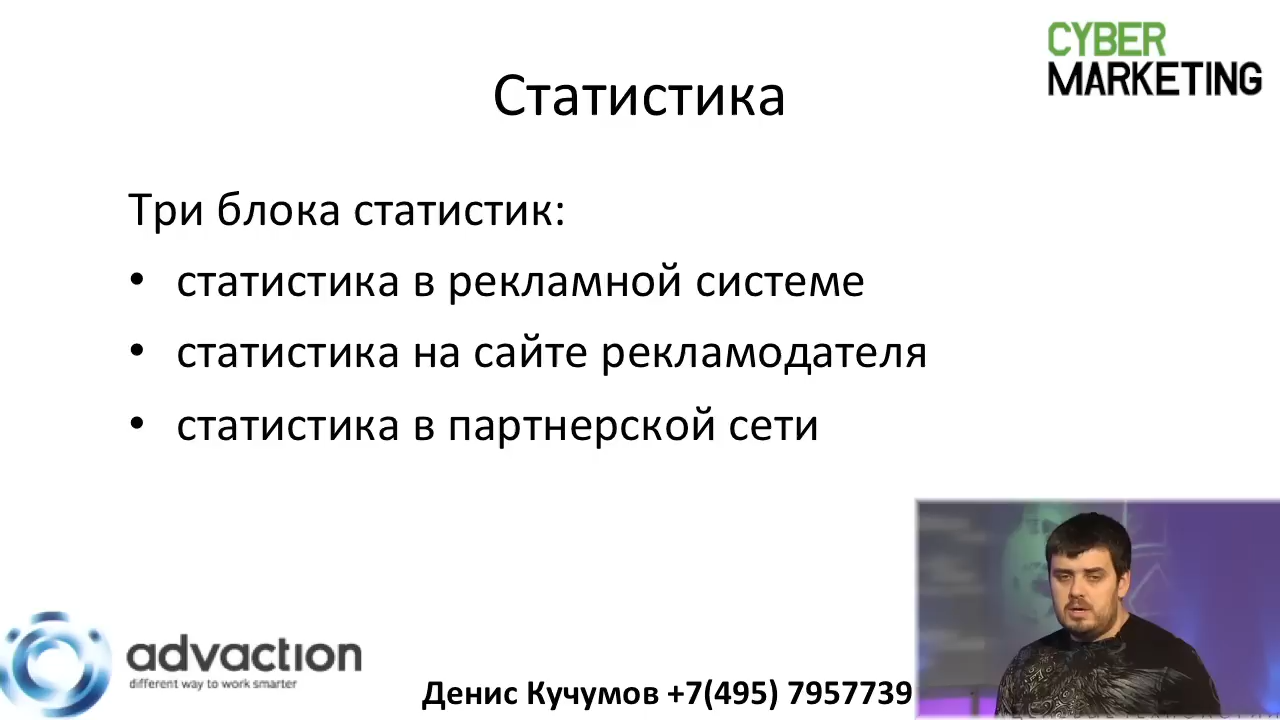 CYBER
MARKETING
Статистика
Три блока статистик:
• статистика в рекламной системе
• статистика на сайте рекламодателя
• статистика в партнерской сети
advaction
different way to work smarter
Денис Кучумов +7(495) 7957739